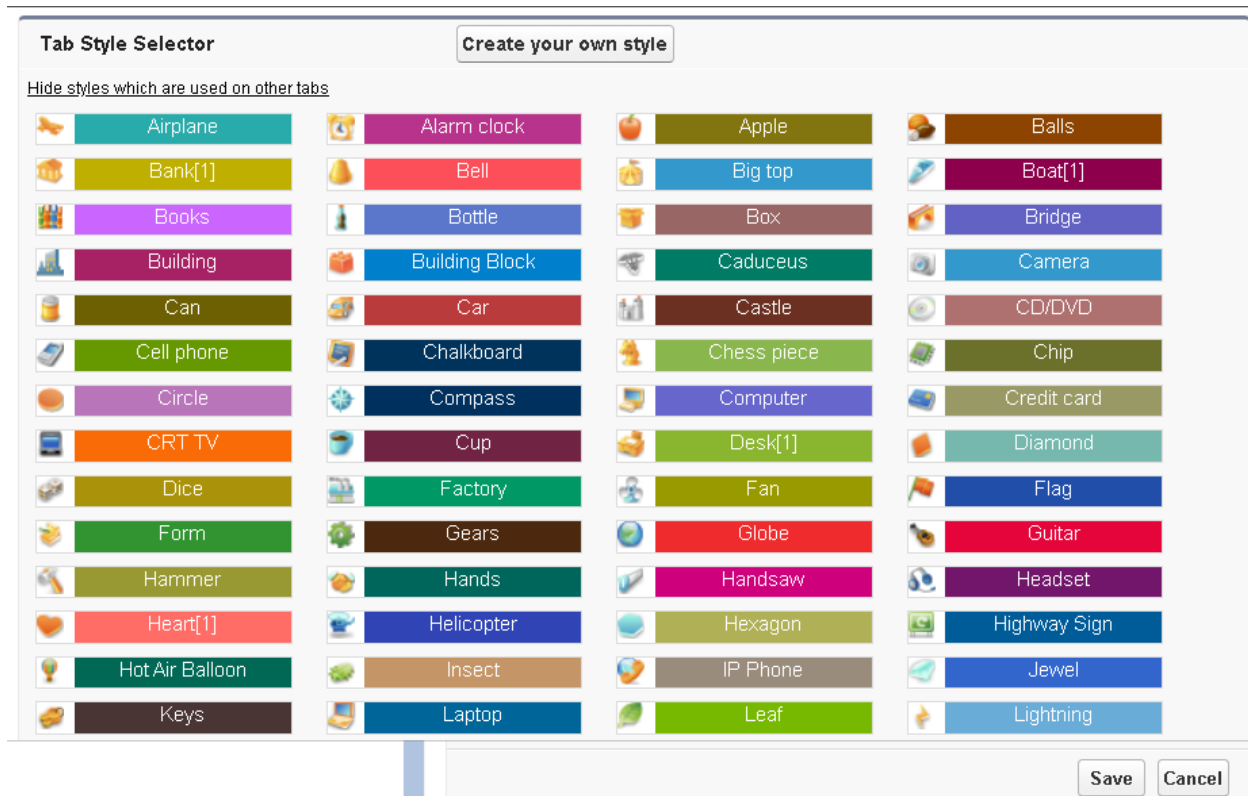 Tab Style Selector Create your own style
Hide styles which are used on other tabs
Airplane Alarm clock Apple Balls
Bank[1] Bell Big top Boat[1]
Books Bottle Box Bridge
Building Building Block Caduceus Camera
Can Car Castle CD/DVD
Cell phone Chalkboard Chess piece Chip
Circle Compass Computer Credit card
CRT TV Cup Desk[1] Diamond
Dice Factory Fan Flag
Form Gears Globe Guitar
Hammer Hands Handsaw Headset
Heart[1] Helicopter Hexagon Highway Sign
Hot Air Balloon Insect IP Phone Jewel
Keys Laptop Leaf Lightning
Save Cancel